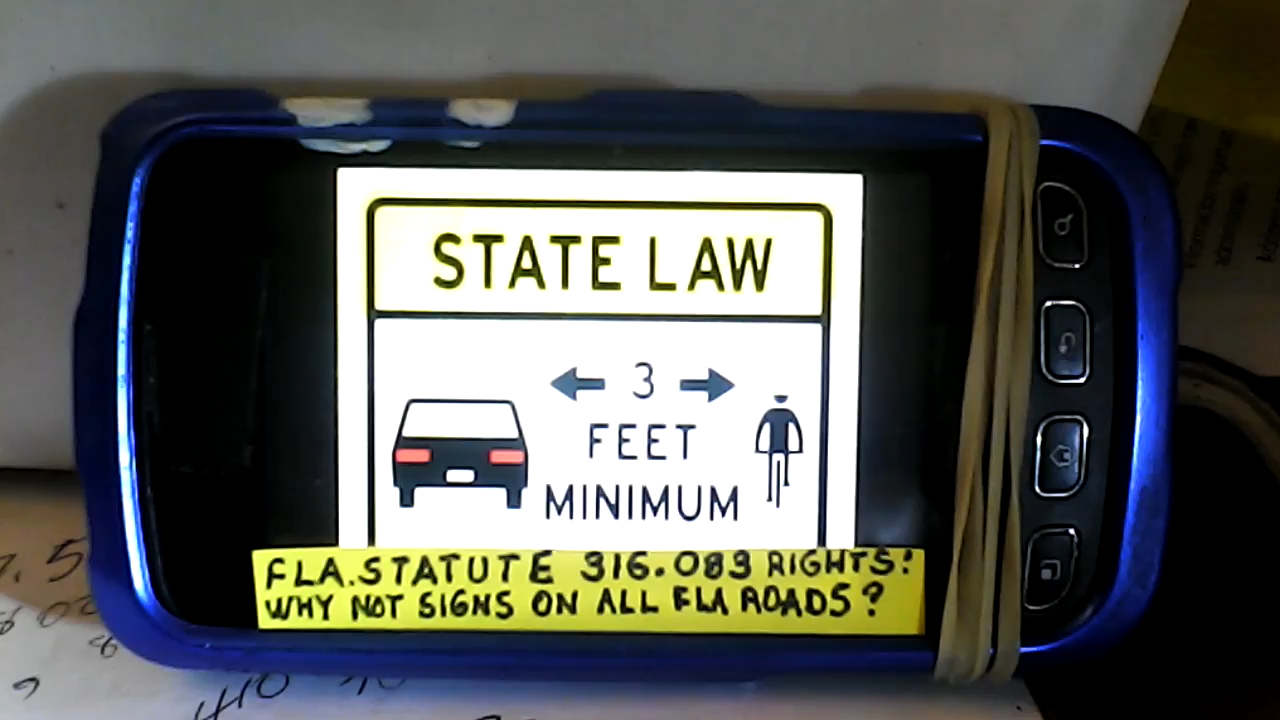 STATE LAW
3
FEET
MINIMUM
FLA. STATUTE 316.083 RIGHTS!
WHY NOT SIGNS ON ALL FLA ROADS?